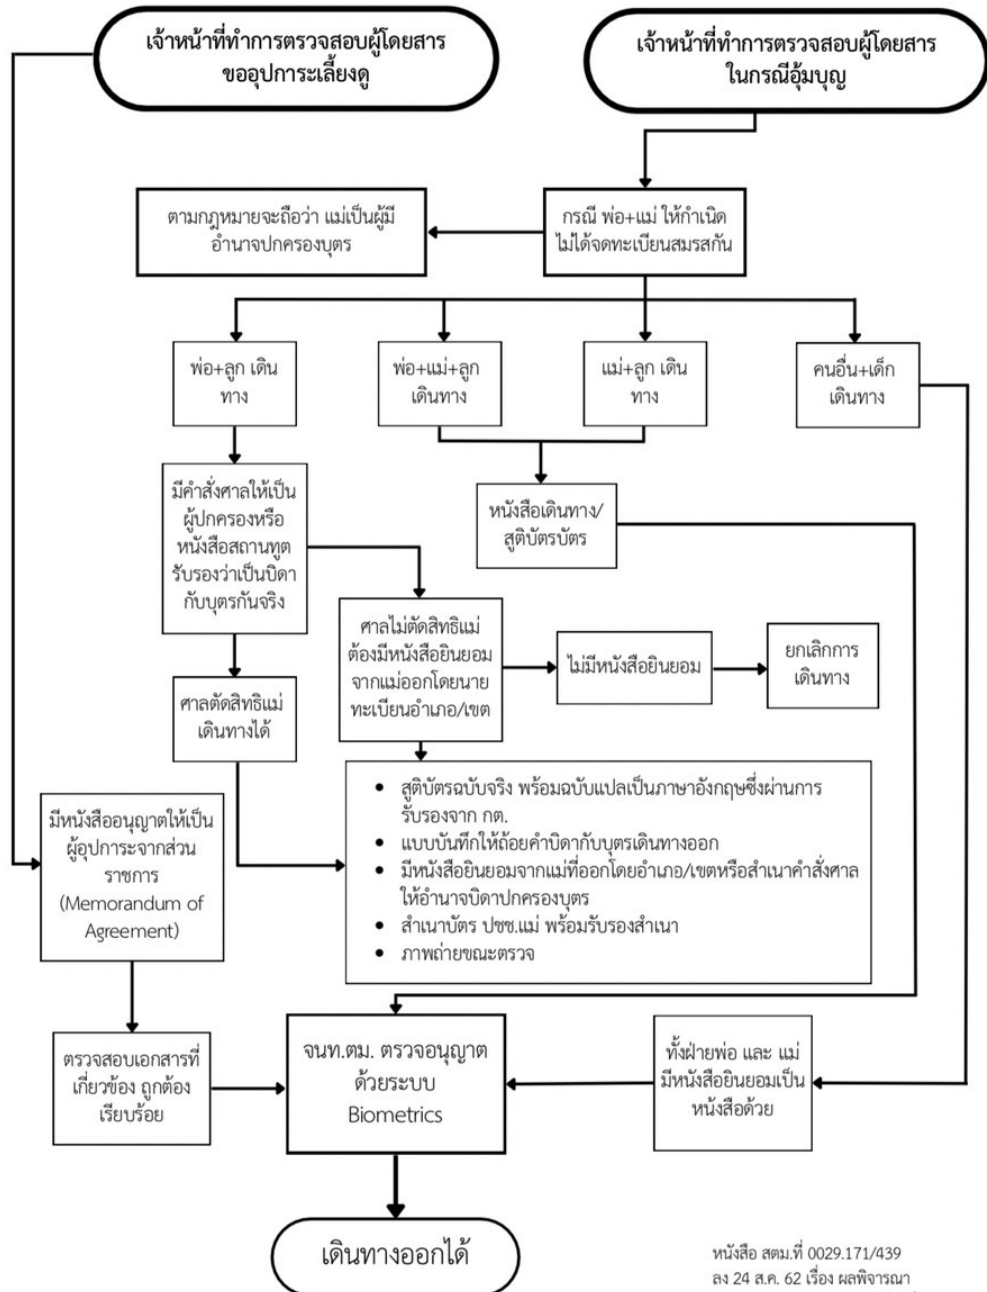 เจ้าหน้าที่ทำการตรวจสอบผู้โดยสาร
ขออุปการะเลี้ยงดู
เจ้าหน้าที่ทำการตรวจสอบผู้โดยสาร
ในกรณีอุ้มบุญ
ตามกฎหมายจะถือว่า แม่เป็นผู้มี
อำนาจปกครองบุตร
กรณี พ่อ+แม่ ให้กำเนิด
ไม่ได้จดทะเบียนสมรสกัน
พ่อ+ลูก เดิน
ทาง
พ่อ+แม่+ลูก
เดินทาง
แม่+ลูก เดิน
ทาง
คนอื่น+เด็ก
เดินทาง
มีคำสั่งศาลให้เป็น
ผู้ปกครองหรือ
หนังสือสถานทูต
รับรองว่าเป็นบิดา
กับบุตรกันจริง
หนังสือเดินทาง/
สูติบัตรบัตร
ศาลไม่ตัดสิทธิแม่
ต้องมีหนังสือยินยอม
จากแม่ออกโดยนาย
ทะเบียนอำเภอ/เขต
ไม่มีหนังสือยินยอม
ยกเลิกการ
เดินทาง
ศาลตัดสิทธิแม่
เดินทางได้
• สูติบัตรฉบับจริง พร้อมฉบับแปลเป็นภาษาอังกฤษซึ่งผ่านการ
รับรองจาก กต.
• แบบบันทึกให้ถ้อยคำบิดากับบุตรเดินทางออก
• มีหนังสือยินยอมจากแม่ที่ออกโดยอำเภอ/เขตหรือสำเนาคำสั่งศาล
ให้อำนาจบิดาปกครองบุตร
• สำเนาบัตร ปชช.แม่ พร้อมรับรองสำเนา
• ภาพถ่ายขณะตรวจ
มีหนังสืออนุญาตให้เป็น
ผู้อุปการะจากส่วน
ราชการ
(Memorandum of
Agreement)
ตรวจสอบเอกสารที่
เกี่ยวข้อง ถูกต้อง
เรียบร้อย
จนท.ตม. ตรวจอนุญาต
ด้วยระบบ
Biometrics
ทั้งฝ่ายพ่อ และ แม่
มีหนังสือยินยอมเป็น
หนังสือด้วย
เดินทางออกได้
หนังสือ สตม.ที่ 0029.171/439
ลง 24 ส.ค. 62 เรื่อง ผลพิจารณา